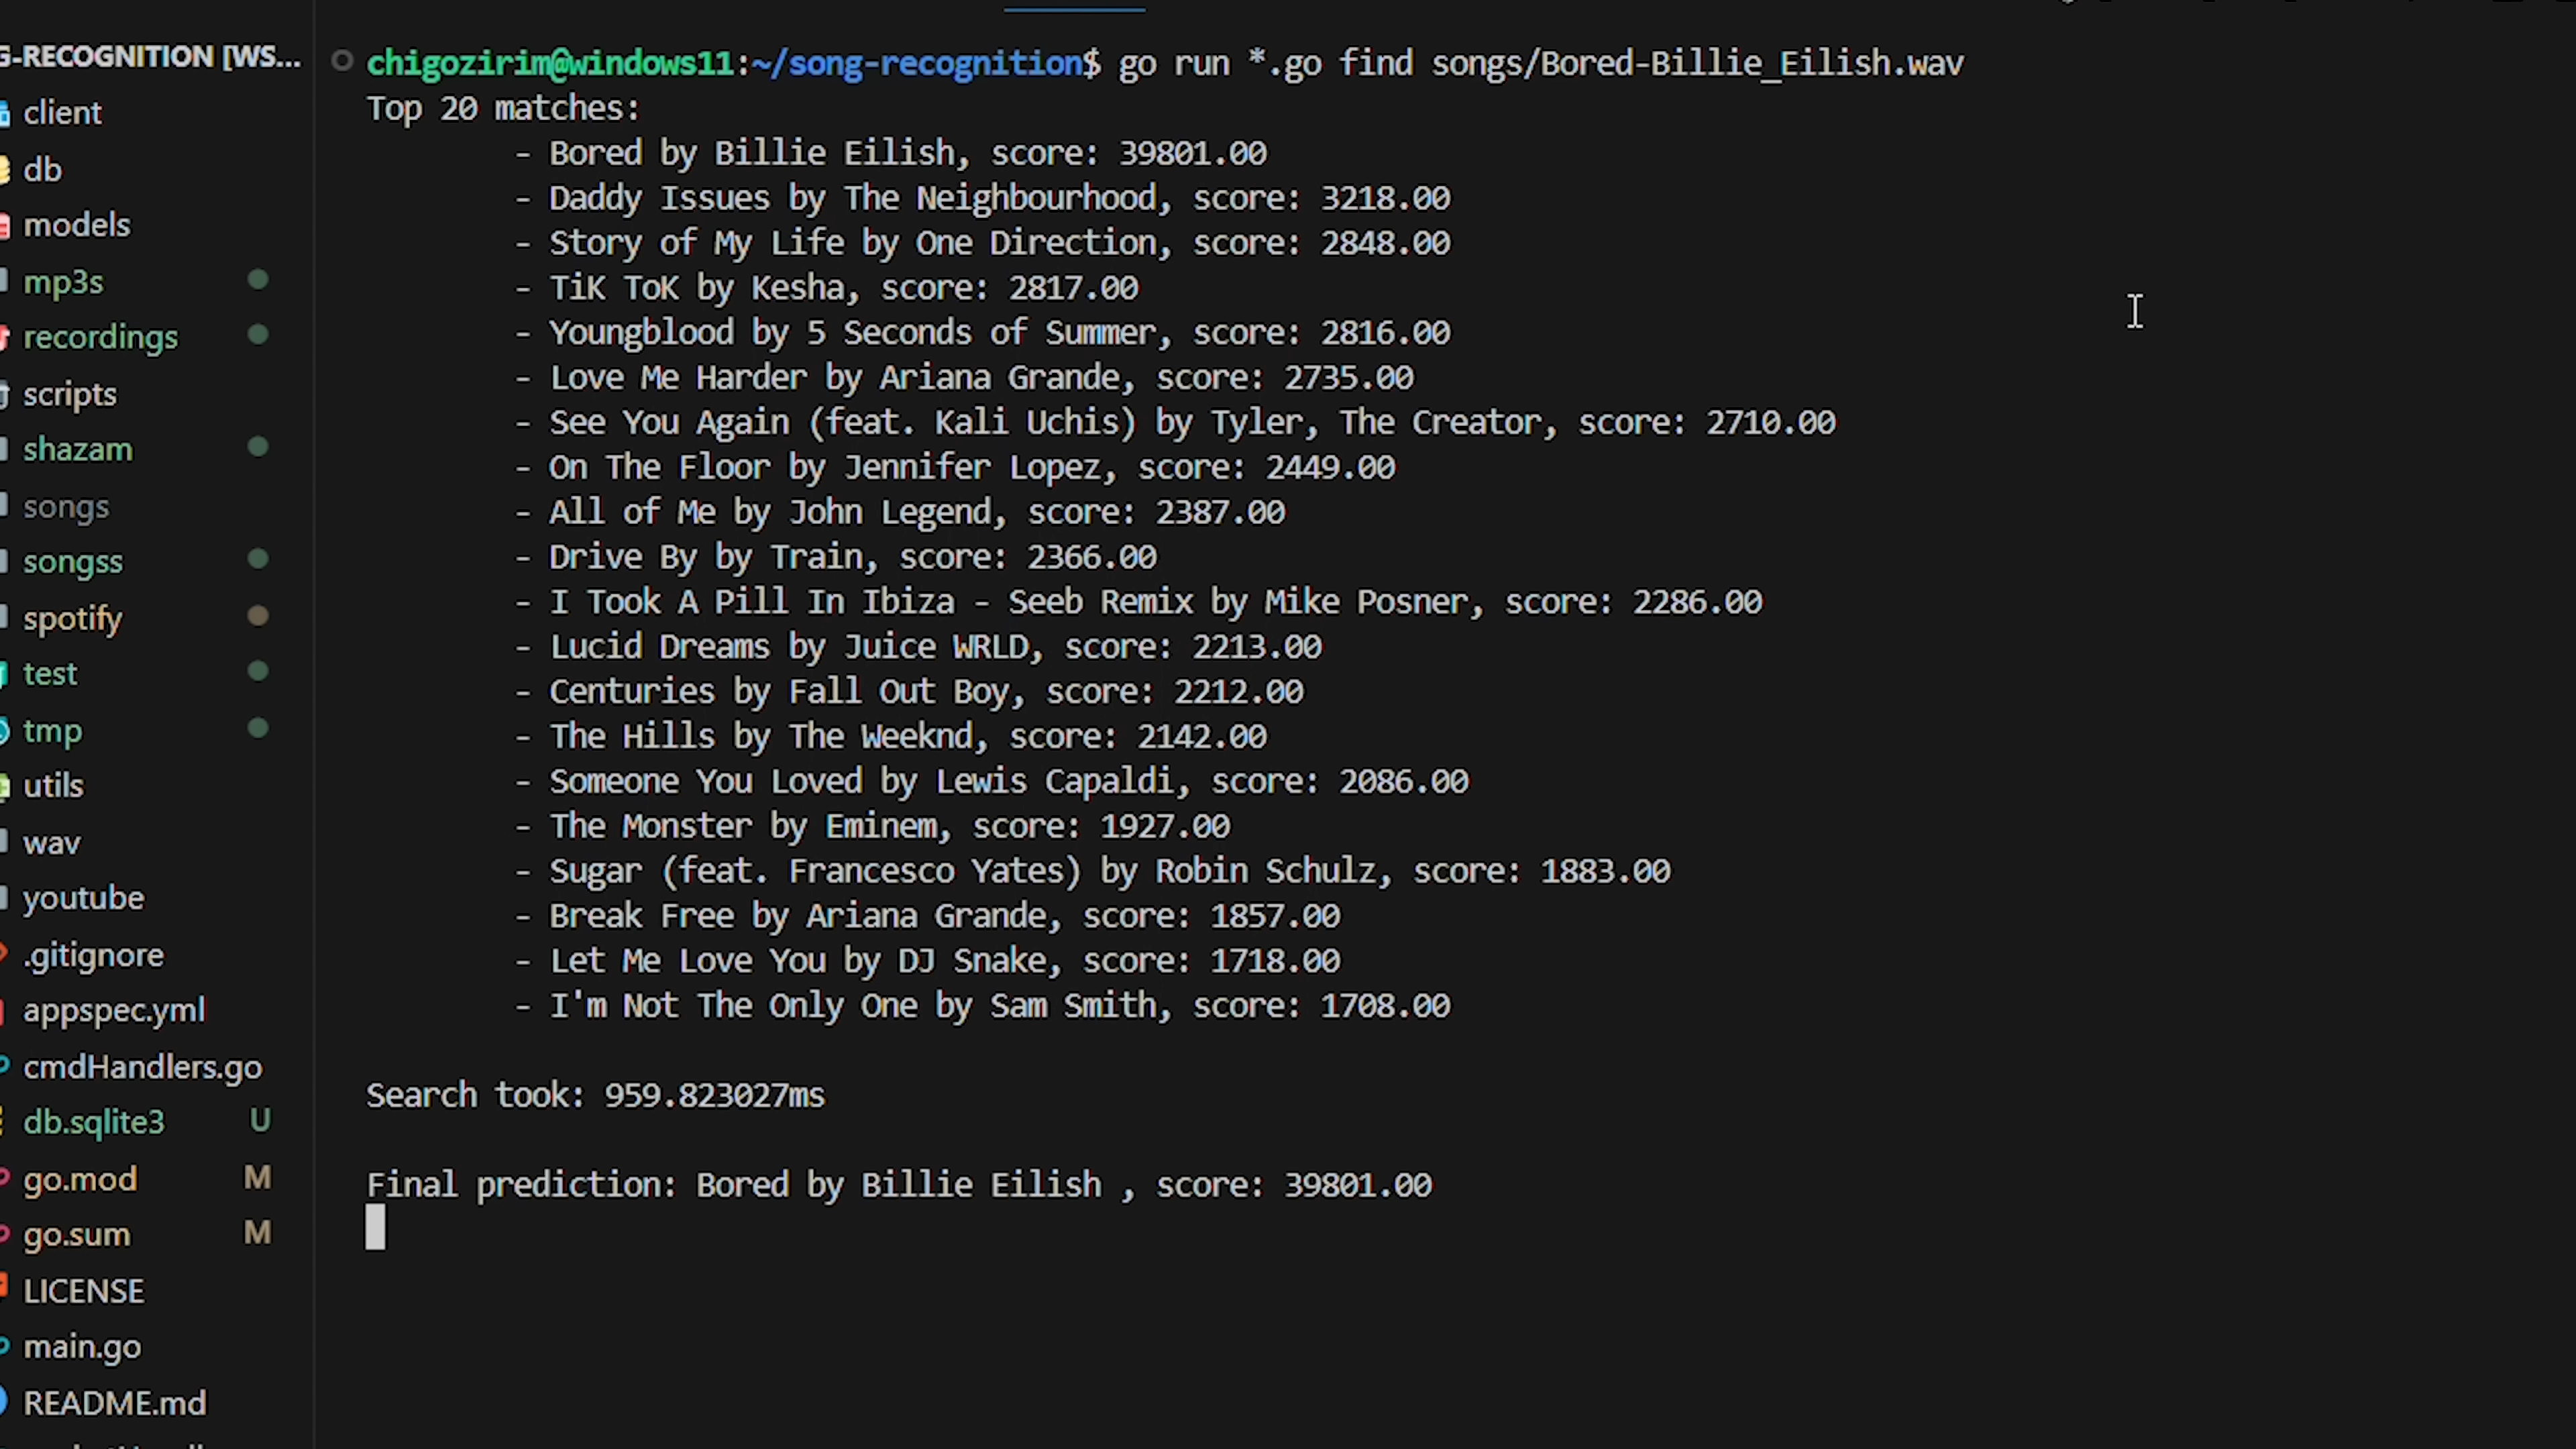 G-RECOGNITION [WS...
client
db
models
mp3s
recordings
scripts
shazam
songs
songss
spotify
test
tmp
utils
wav
youtube
.gitignore
appspec.yml
cmdHandlers.go
db.sqlite3 U
go.mod M
go.sum M
LICENSE
main.go
README.md
chigozirim@windows11:~/song-recognition$ go run *.go find songs/Bored-Billie_Eilish.wav
Top 20 matches:
- Bored by Billie Eilish, score: 39801.00
- Daddy Issues by The Neighbourhood, score: 3218.00
- Story of My Life by One Direction, score: 2848.00
- TiK ToK by Kesha, score: 2817.00
- Youngblood by 5 Seconds of Summer, score: 2816.00
- Love Me Harder by Ariana Grande, score: 2735.00
- See You Again (feat. Kali Uchis) by Tyler, The Creator, score: 2710.00
- On The Floor by Jennifer Lopez, score: 2449.00
- All of Me by John Legend, score: 2387.00
- Drive By by Train, score: 2366.00
- I Took A Pill In Ibiza - Seeb Remix by Mike Posner, score: 2286.00
- Lucid Dreams by Juice WRLD, score: 2213.00
- Centuries by Fall Out Boy, score: 2212.00
- The Hills by The Weeknd, score: 2142.00
- Someone You Loved by Lewis Capaldi, score: 2086.00
- The Monster by Eminem, score: 1927.00
- Sugar (feat. Francesco Yates) by Robin Schulz, score: 1883.00
- Break Free by Ariana Grande, score: 1857.00
- Let Me Love You by DJ Snake, score: 1718.00
- I'm Not The Only One by Sam Smith, score: 1708.00
Search took: 959.823027ms
Final prediction: Bored by Billie Eilish , score: 39801.00